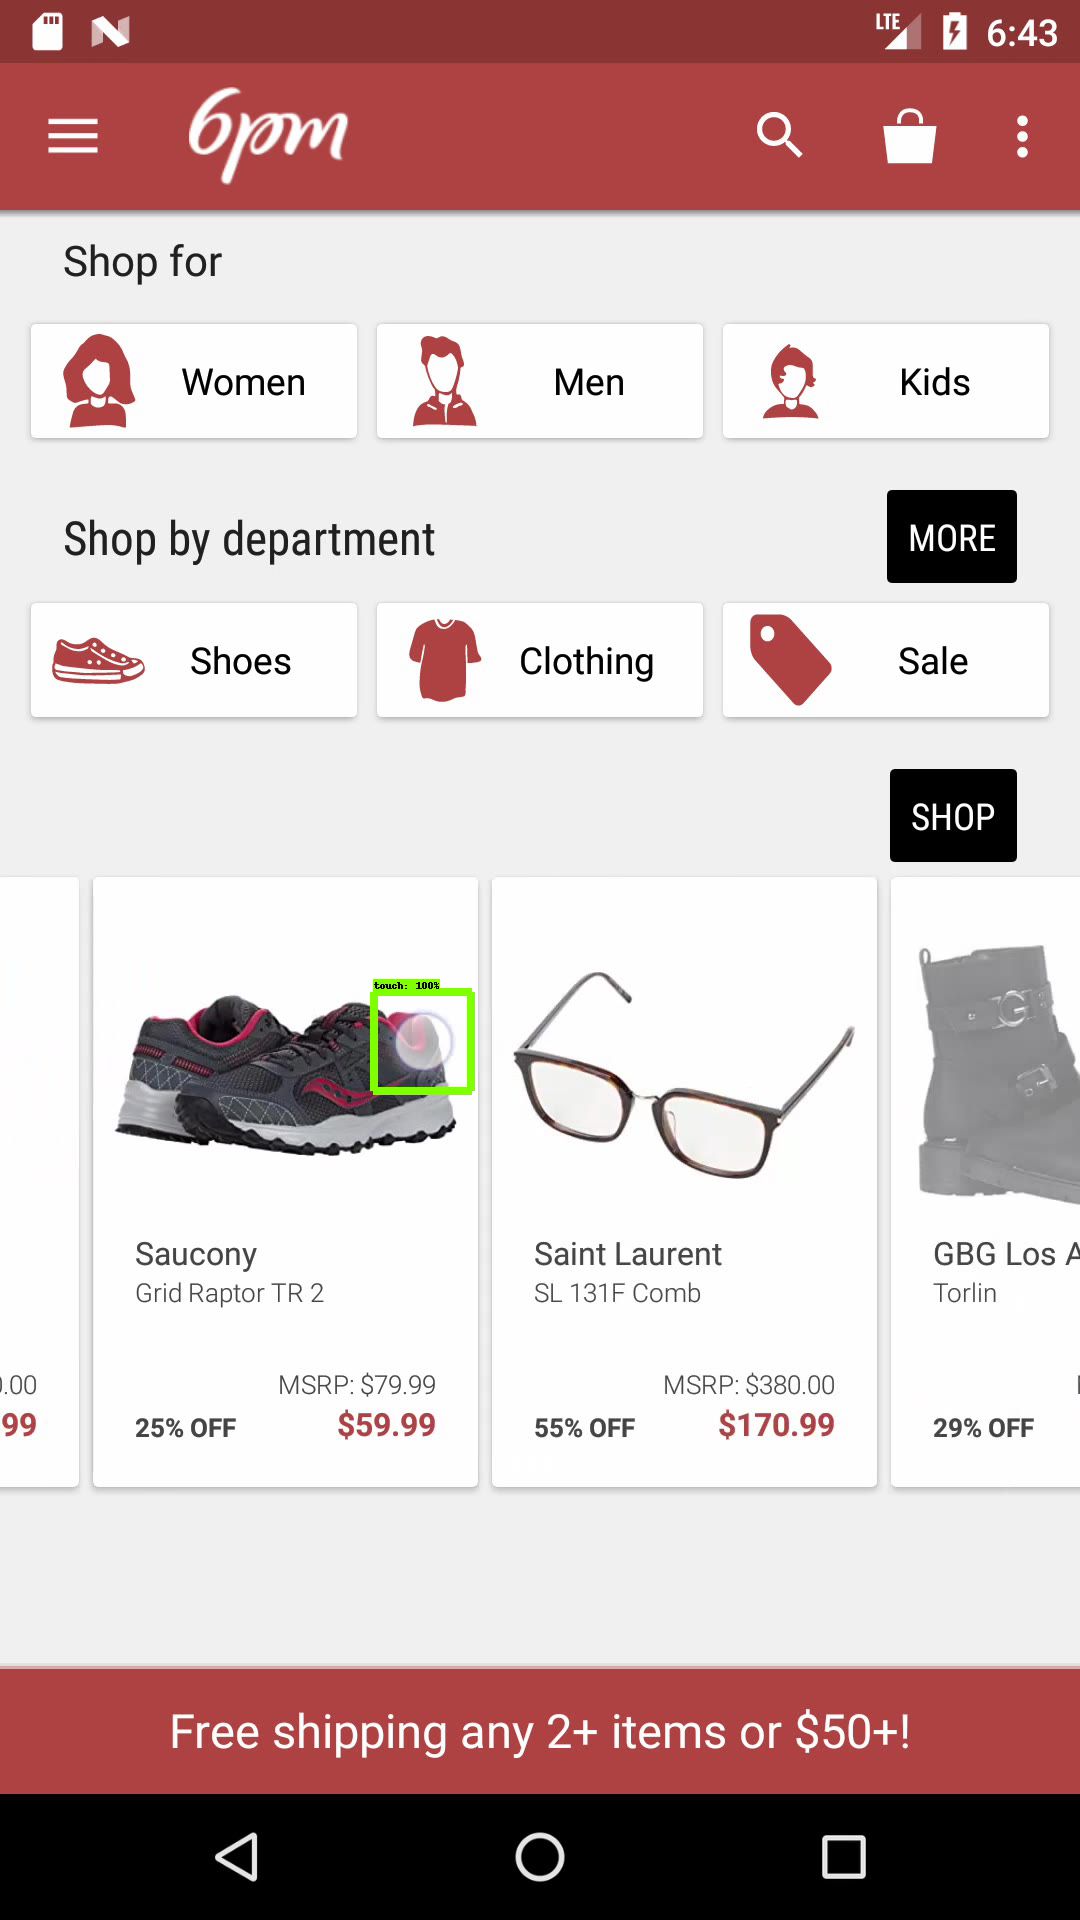 LTE
6:43
6pm
Shop for
Women
Men
Kids
Shop by department
MORE
Shoes
Clothing
Sale
SHOP
touch: 100%
Saucony
Grid Raptor TR 2
MSRP: $79.99
25% OFF
$59.99
Saint Laurent
SL 131F Comb
MSRP: $380.00
55% OFF
$170.99
GBG Los A
Torlin
29% OFF
.00
99
Free shipping any 2+ items or $50+!